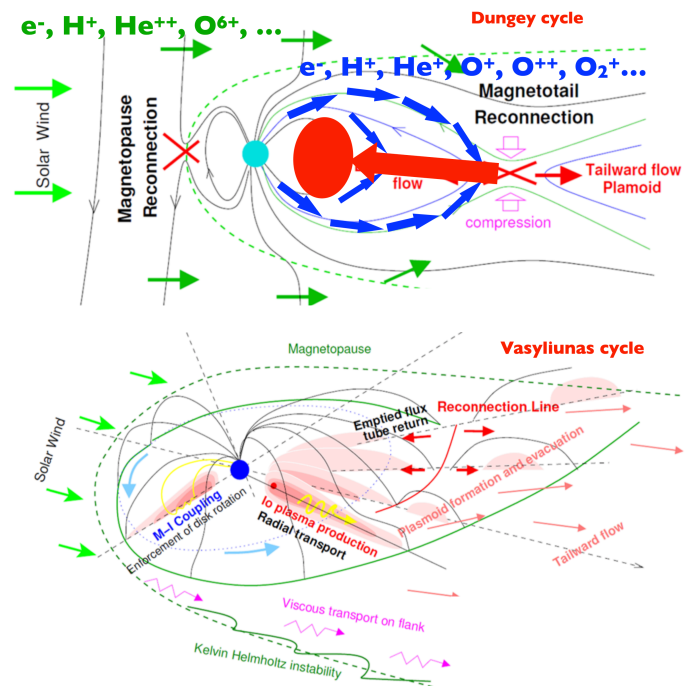 Dungey cycle
e-, H+, He++, O6+, ...
e-, H+, He+, O+, O++, O2+...
Solar Wind
Magnetopause
Reconnection
Magnetotail
Reconnection
flow
Tailward flow
Plamoid
compression
Vasyliunas cycle
Magnetopause
Solar Wind
Emptied flux
tube return
Reconnection Line
M–I Coupling
Enforcement of disk rotation
Io plasma production
Radial transport
Plasmoid formation and evacuation
Tailward flow
Viscous transport on flank
Kelvin Helmholtz instability